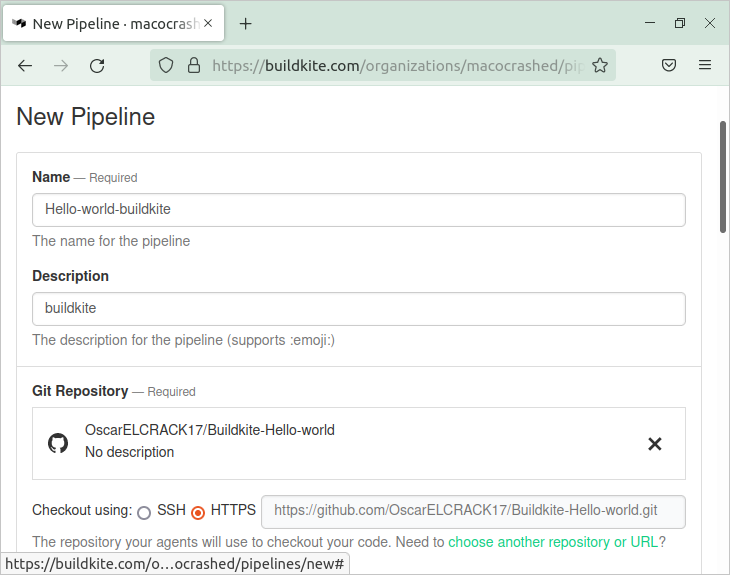 New Pipeline · macocrash
https://buildkite.com/organizations/macocrashed/pip
New Pipeline
Name — Required
Hello-world-buildkite
The name for the pipeline
Description
buildkite
The description for the pipeline (supports :emoji:)
Git Repository — Required
OscarELCRACK17/Buildkite-Hello-world
No description
Checkout using: SSH HTTPS https://github.com/OscarELCRACK17/Buildkite-Hello-world.git
The repository your agents will use to checkout your code. Need to choose another repository or URL?
https://buildkite.com/o…ocrashed/pipelines/new#